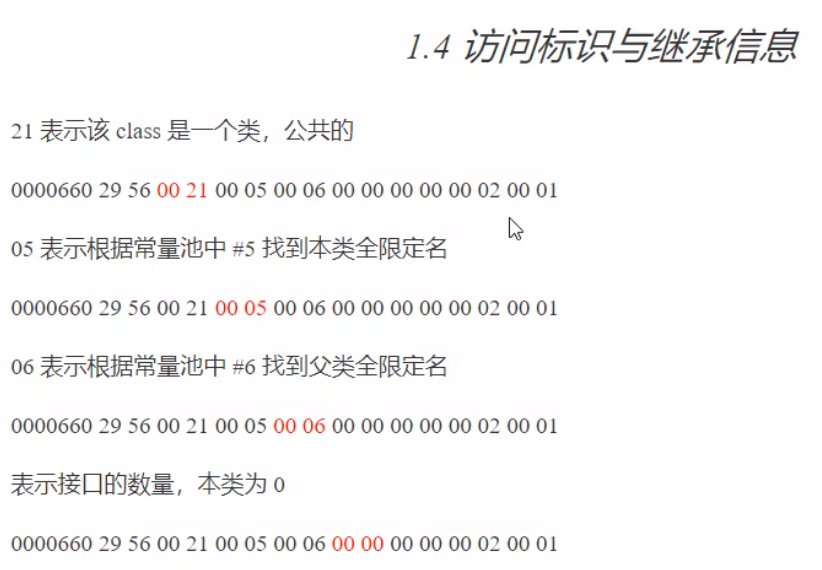 1.4 访问标识与继承信息
21 表示该 class 是一个类，公共的
0000660 29 56 00 21 00 05 00 06 00 00 00 00 00 02 00 01
05 表示根据常量池中 #5 找到本类全限定名
0000660 29 56 00 21 00 05 00 06 00 00 00 00 00 02 00 01
06 表示根据常量池中 #6 找到父类全限定名
0000660 29 56 00 21 00 05 00 06 00 00 00 00 00 02 00 01
表示接口的数量，本类为 0
0000660 29 56 00 21 00 05 00 06 00 00 00 00 00 02 00 01